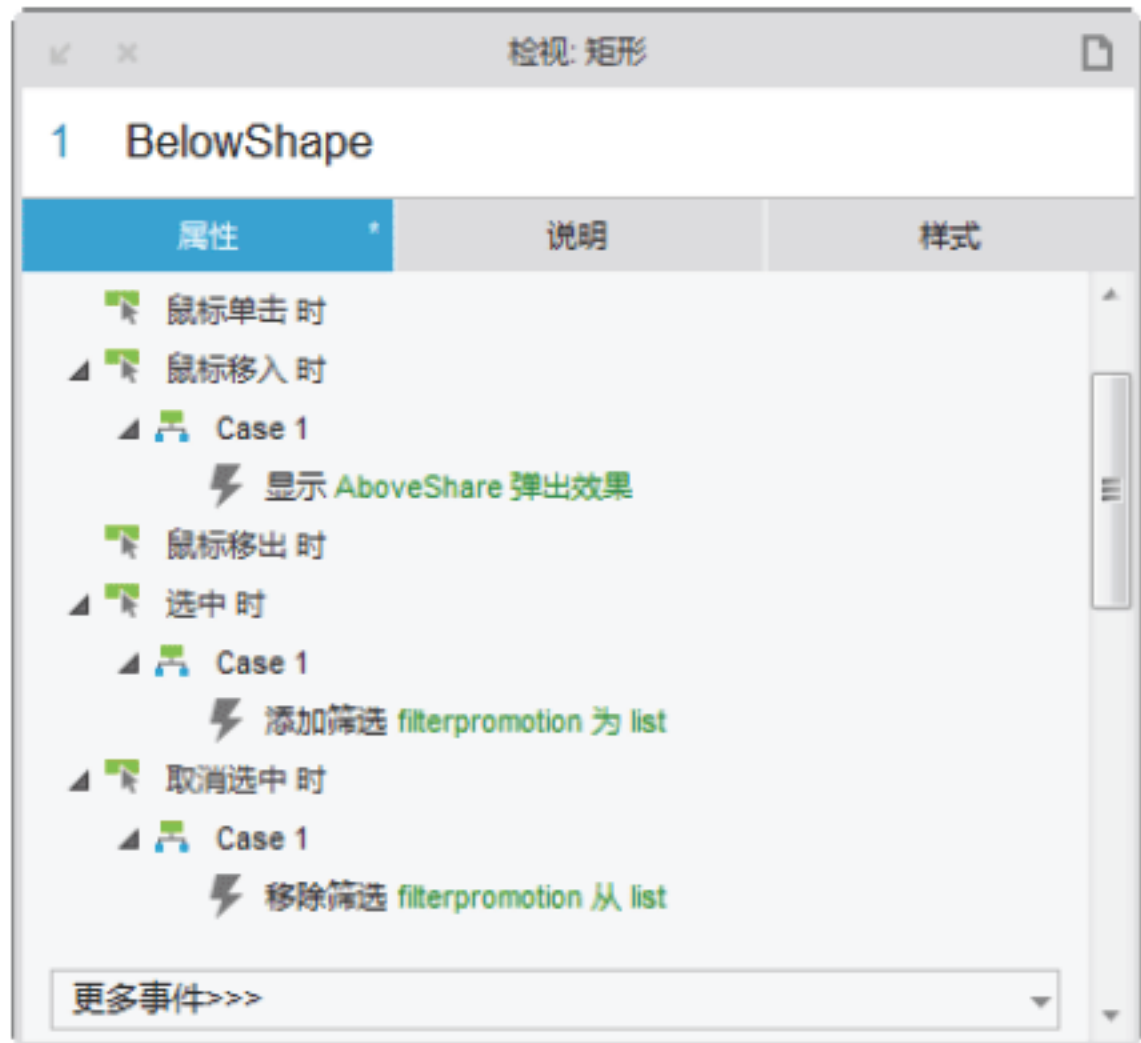 检视: 矩形
1 BelowShape
属性 * 说明 样式
鼠标单击 时
鼠标移入 时
Case 1
显示 AboveShare 弹出效果
鼠标移出 时
选中 时
Case 1
添加筛选 filterpromotion 为 list
取消选中 时
Case 1
移除筛选 filterpromotion 从 list
更多事件>>>